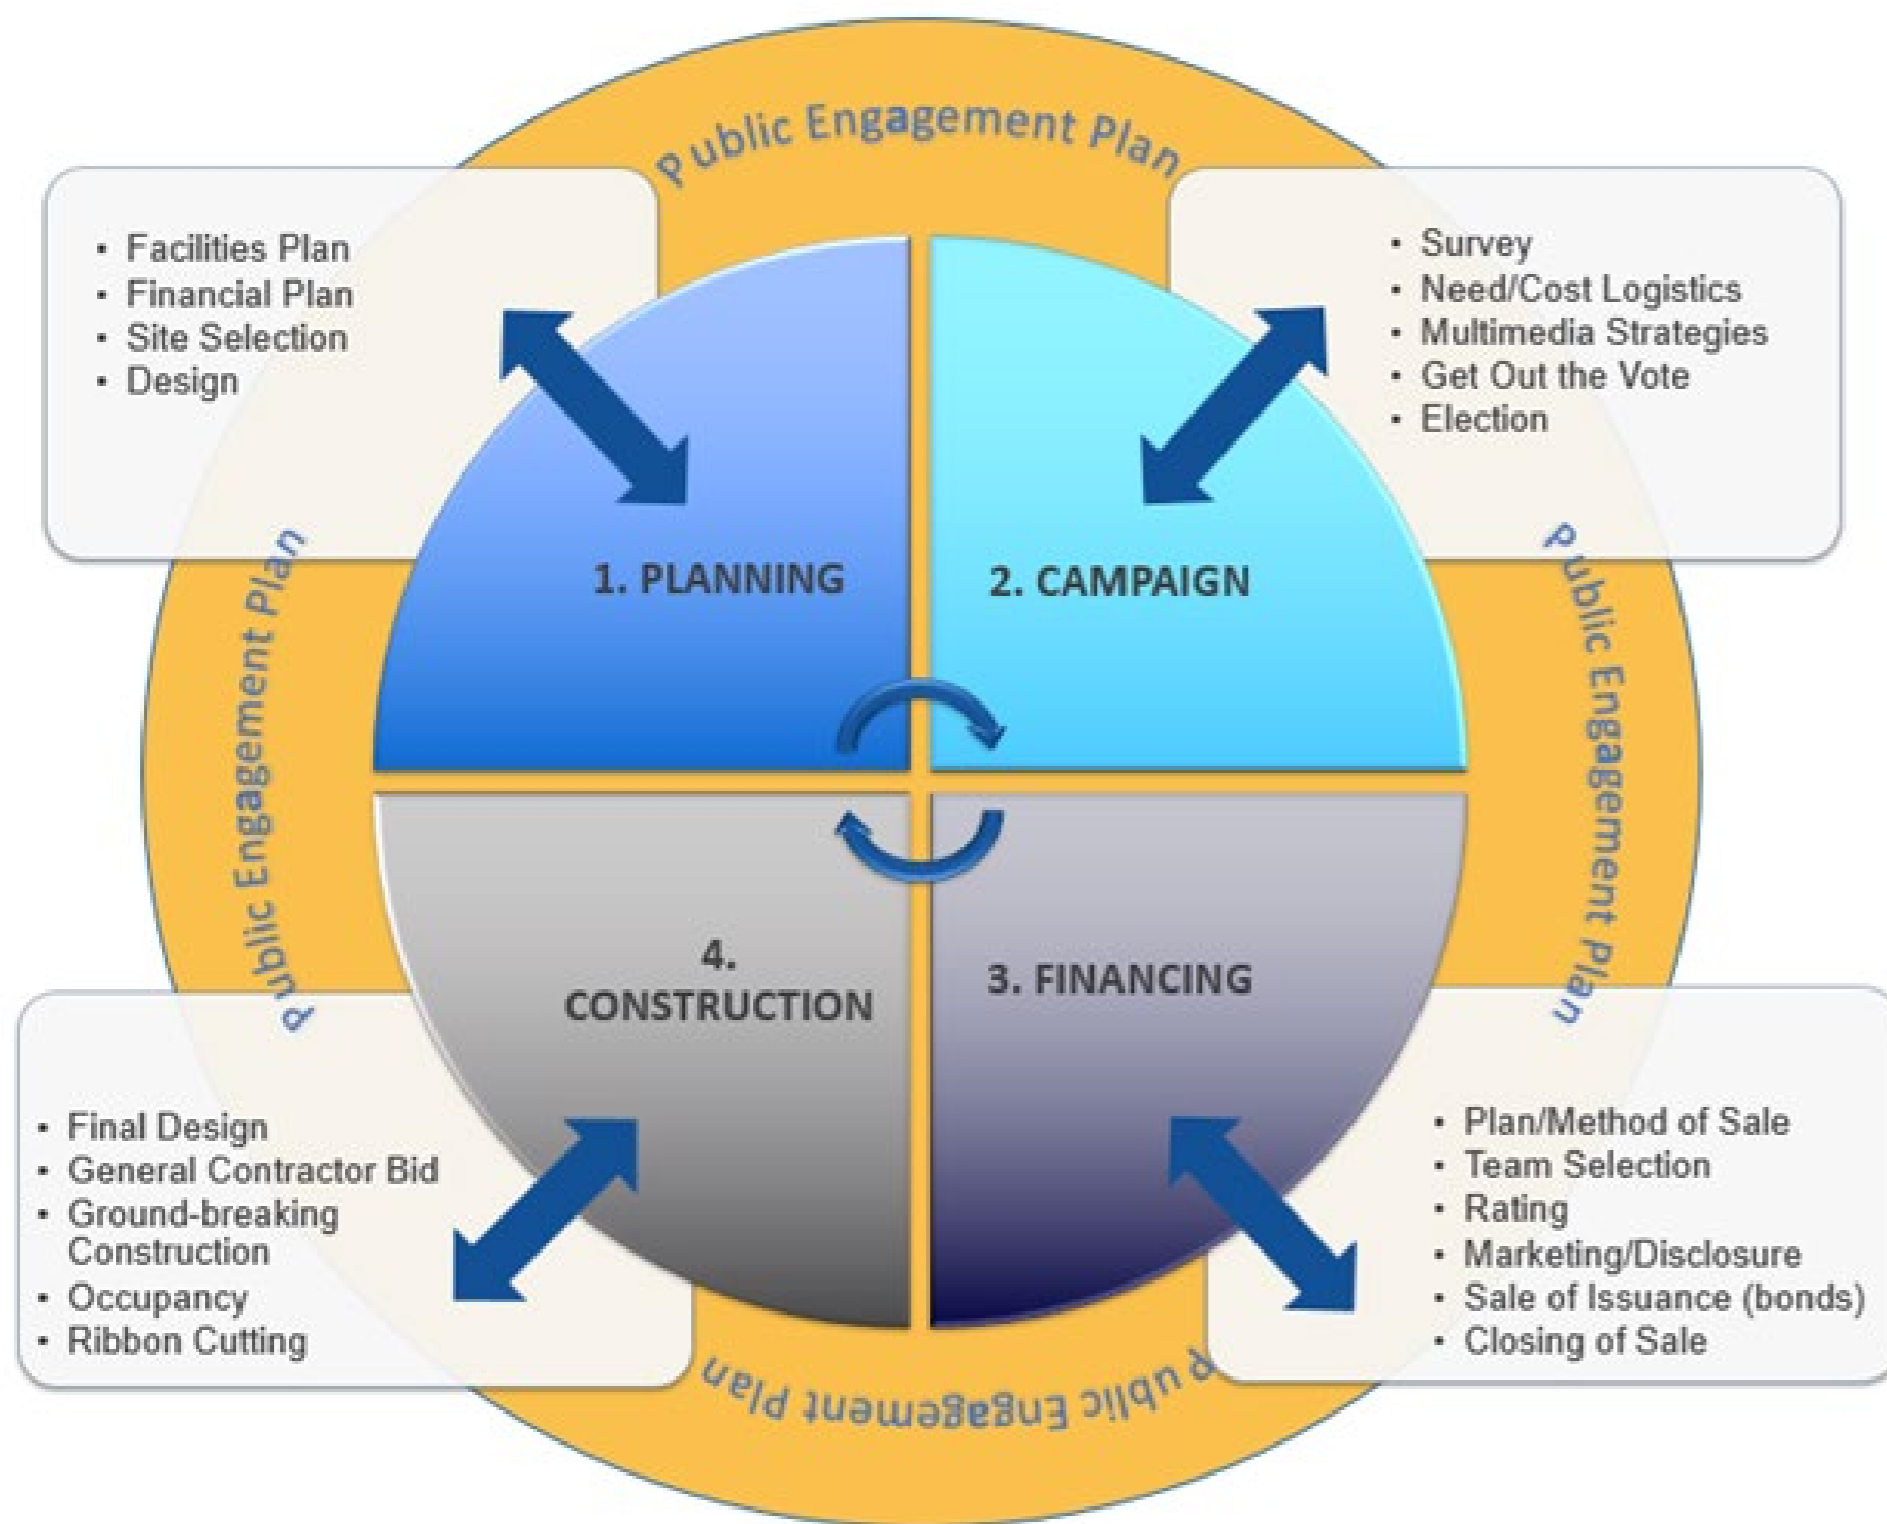 Public Engagement Plan
• Facilities Plan
• Financial Plan
• Site Selection
• Design
• Survey
• Need/Cost Logistics
• Multimedia Strategies
• Get Out the Vote
• Election
1. PLANNING
2. CAMPAIGN
Public Engagement Plan
Public Engagement Plan
4.
CONSTRUCTION
3. FINANCING
• Final Design
• General Contractor Bid
• Ground-breaking
Construction
• Occupancy
• Ribbon Cutting
• Plan/Method of Sale
• Team Selection
• Rating
• Marketing/Disclosure
• Sale of Issuance (bonds)
• Closing of Sale
Public Engagement Plan